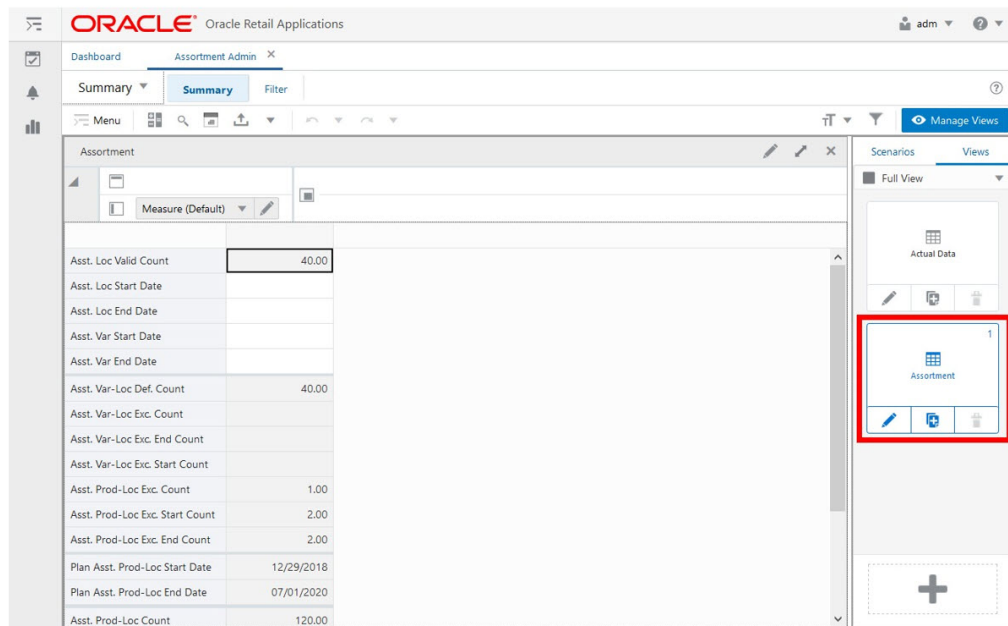 ORACLE® Oracle Retail Applications
adm
Dashboard
Assortment Admin
Summary
Summary
Filter
Menu
Manage Views
Assortment
Measure (Default)
Asst. Loc Valid Count 40.00
Asst. Loc Start Date
Asst. Loc End Date
Asst. Var Start Date
Asst. Var End Date
Asst. Var-Loc Def. Count 40.00
Asst. Var-Loc Exc. Count
Asst. Var-Loc Exc. End Count
Asst. Var-Loc Exc. Start Count
Asst. Prod-Loc Exc. Count 1.00
Asst. Prod-Loc Exc. Start Count 2.00
Asst. Prod-Loc Exc. End Count 2.00
Plan Asst. Prod-Loc Start Date 12/29/2018
Plan Asst. Prod-Loc End Date 07/01/2020
Asst. Prod-Loc Count 120.00
Scenarios
Views
Full View
Actual Data
1
Assortment